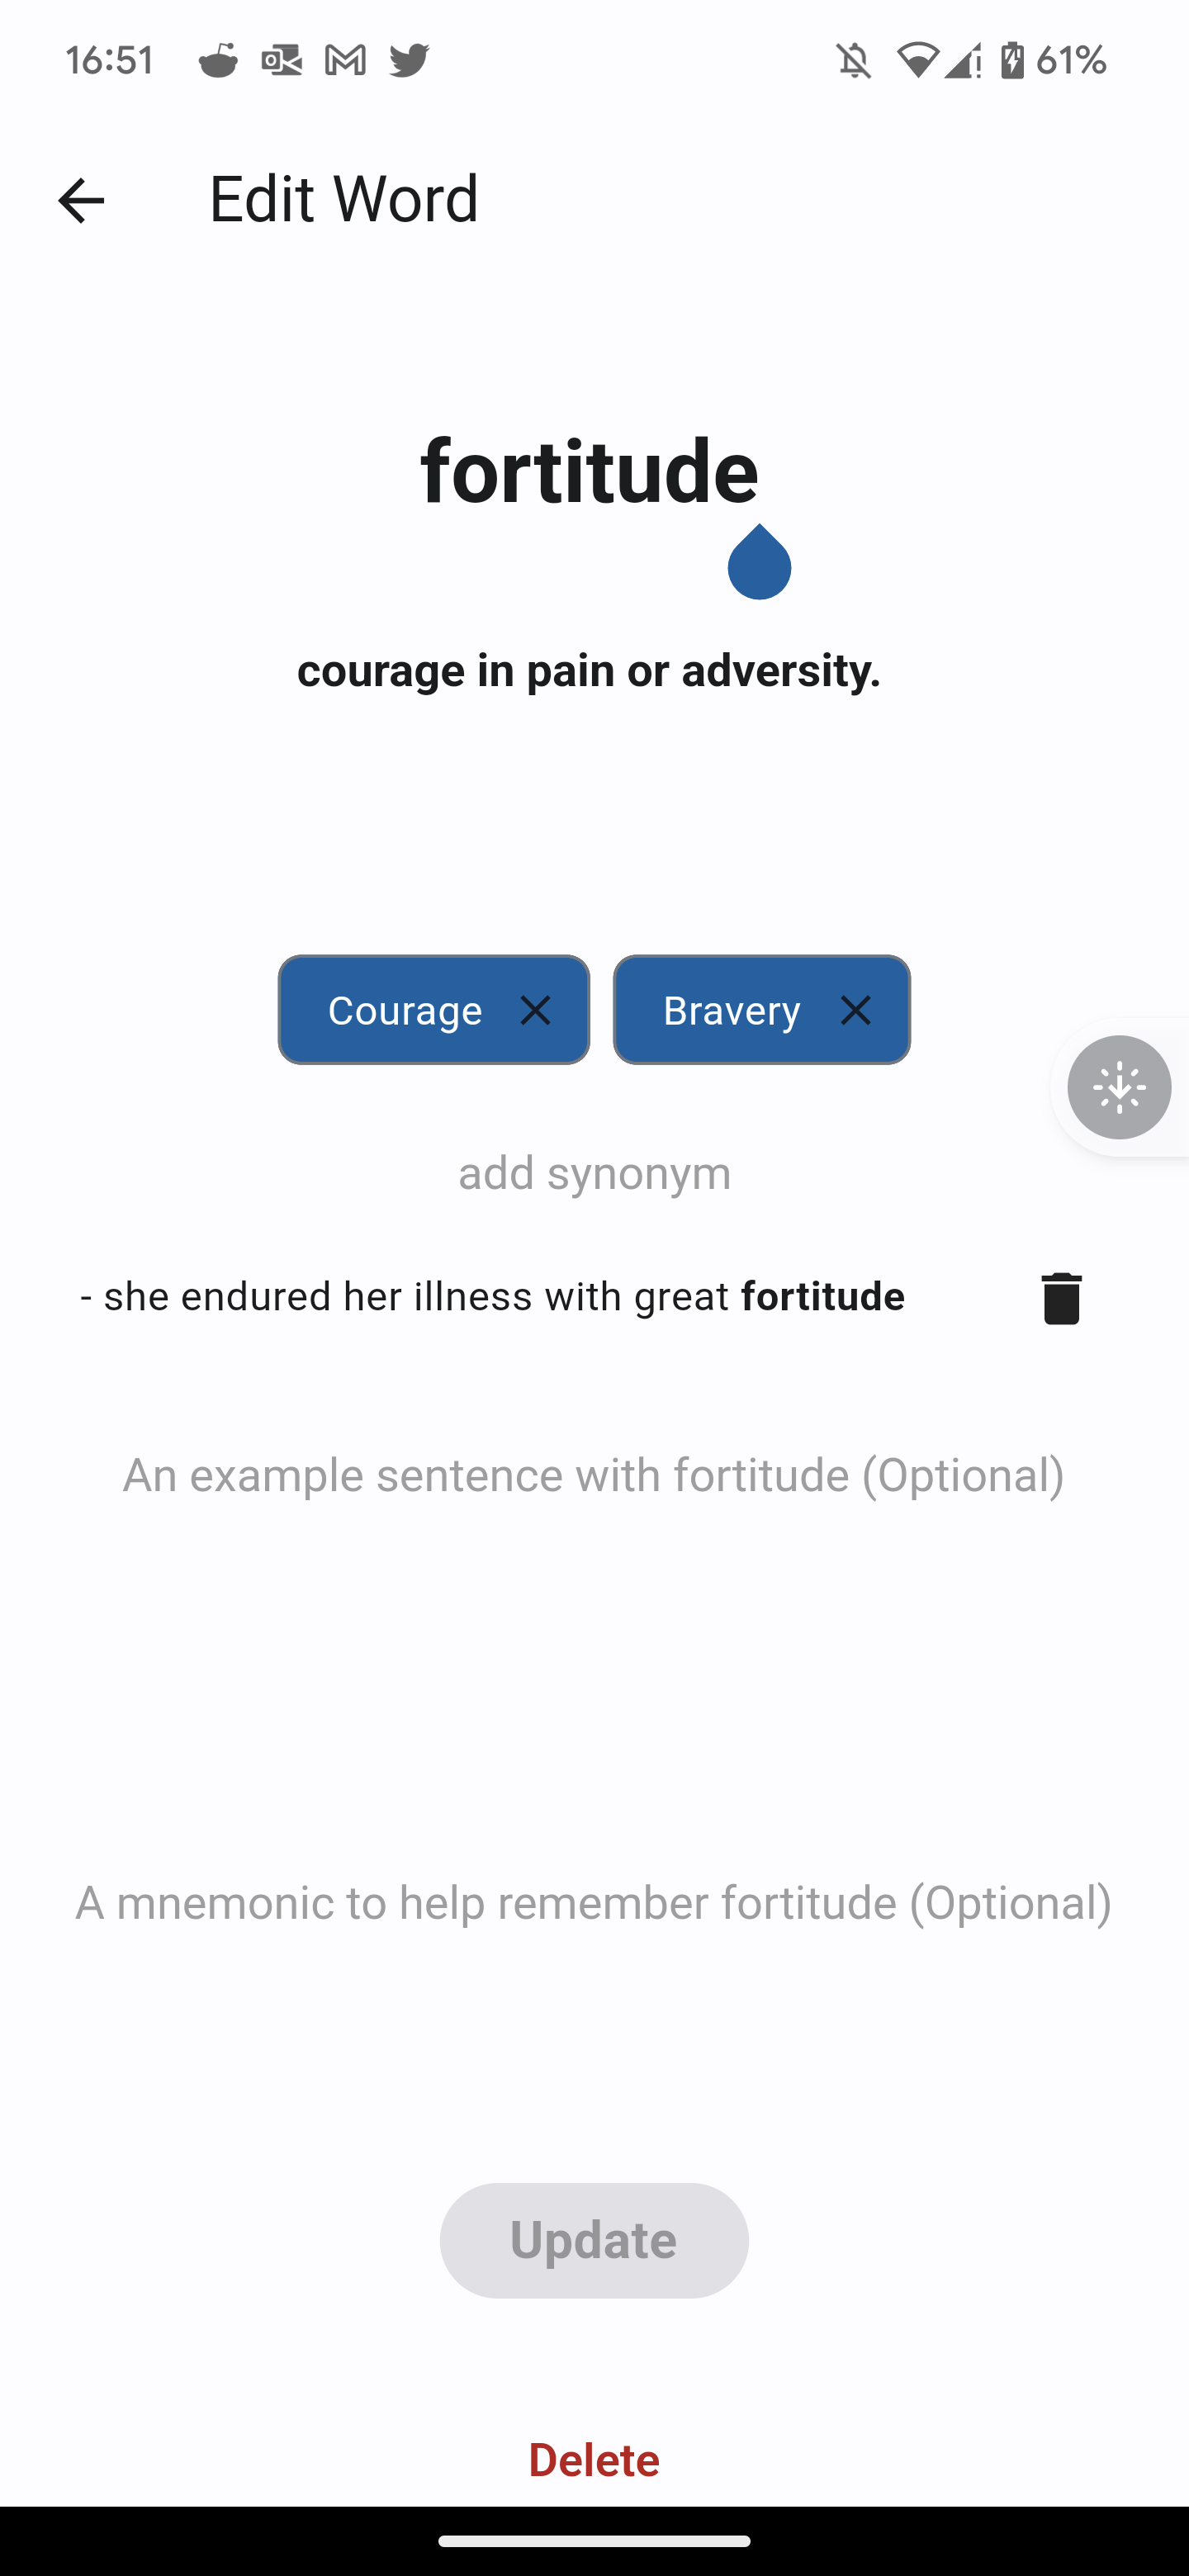 16:51
61%
Edit Word
fortitude
courage in pain or adversity.
Courage
Bravery
add synonym
- she endured her illness with great fortitude
An example sentence with fortitude (Optional)
A mnemonic to help remember fortitude (Optional)
Update
Delete